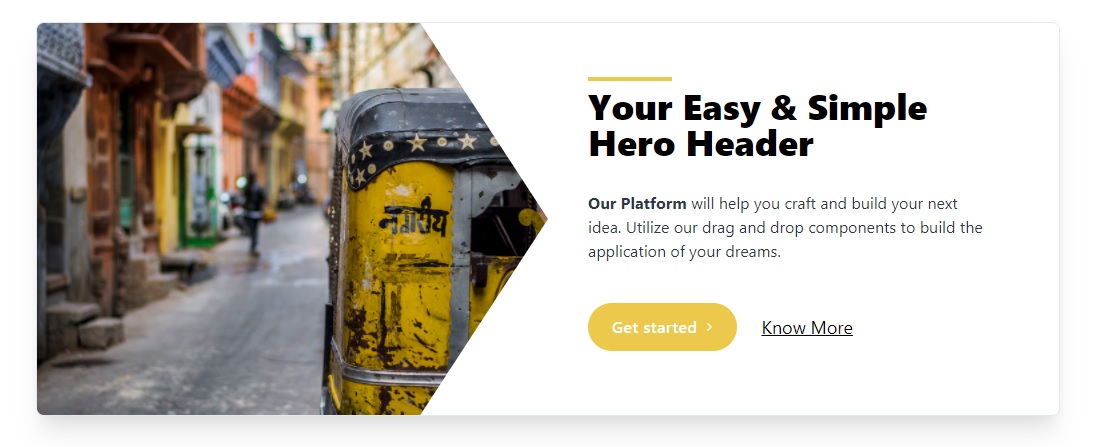 Your Easy & Simple
Hero Header
Our Platform will help you craft and build your next
idea. Utilize our drag and drop components to build the
application of your dreams.
Get started
Know More